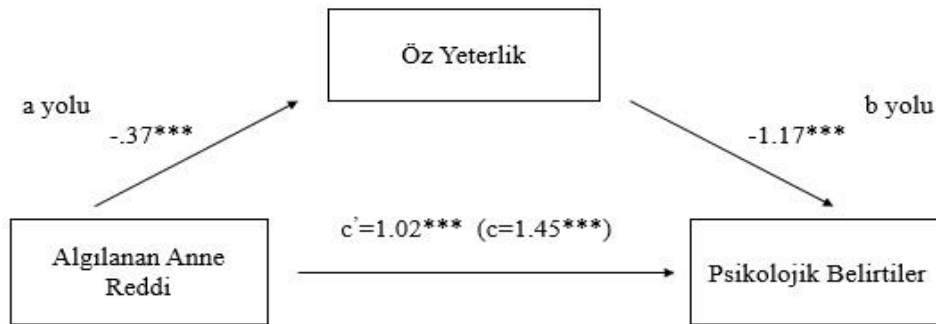 Öz Yeterlik
a yolu
-.37***
b yolu
-1.17***
c’=1.02*** (c=1.45***)
Algılanan Anne
Reddi
Psikolojik Belirtiler